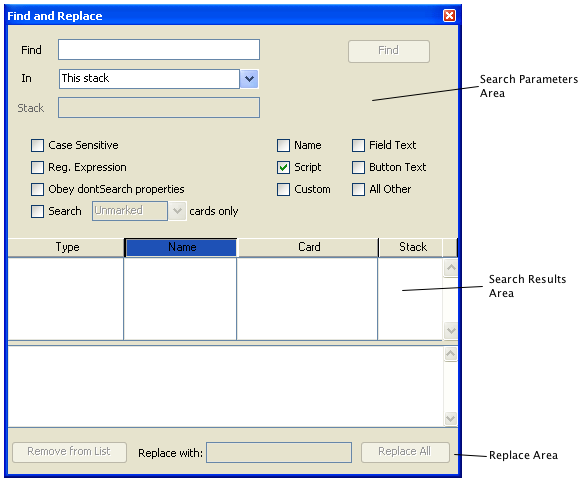 Find and Replace
Find
Find
In This stack
Search Parameters Area
Stack
Case Sensitive Name Field Text
Reg. Expression Script Button Text
Obey dontSearch properties Custom All Other
Search Unmarked cards only
Type Name Card Stack
Search Results Area
Remove from List Replace with: Replace All
Replace Area